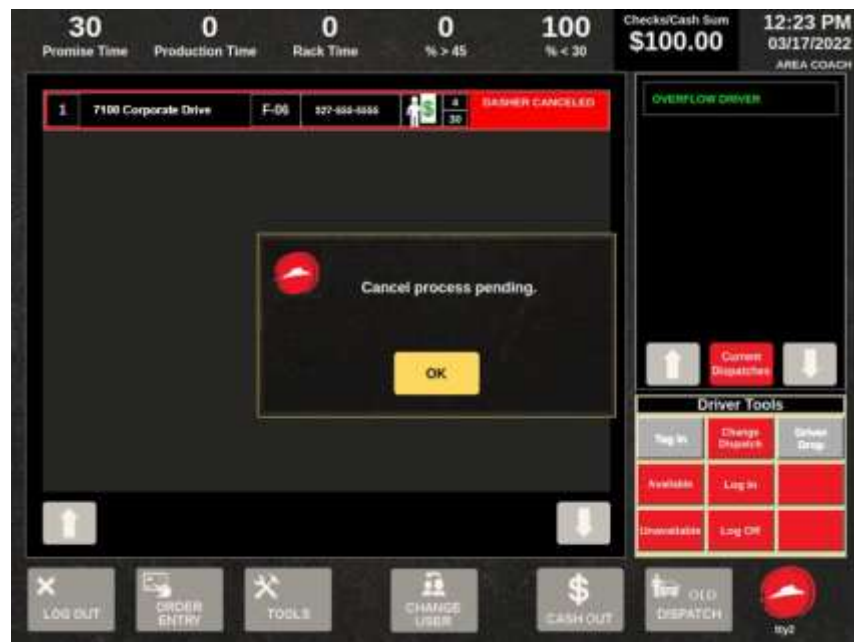 30
Promise Time
0
Production Time
0
Rack Time
0
% > 45
100
% < 30
Checks/Cash Sum
$100.00
12:23 PM
03/17/2022
AREA COACH
1 7100 Corporate Drive F-06 4 30 DASHER CANCELED
OVERFLOW DRIVER
Cancel process pending.
OK
Current
Dispatches
Driver Tools
Tag In
Change
Dispatch
Driver
Drop
Available
Log In
Unavailable
Log Off
LOG OUT
ORDER
ENTRY
TOOLS
CHANGE
USER
$
CASH OUT
OLD
DISPATCH
tty2